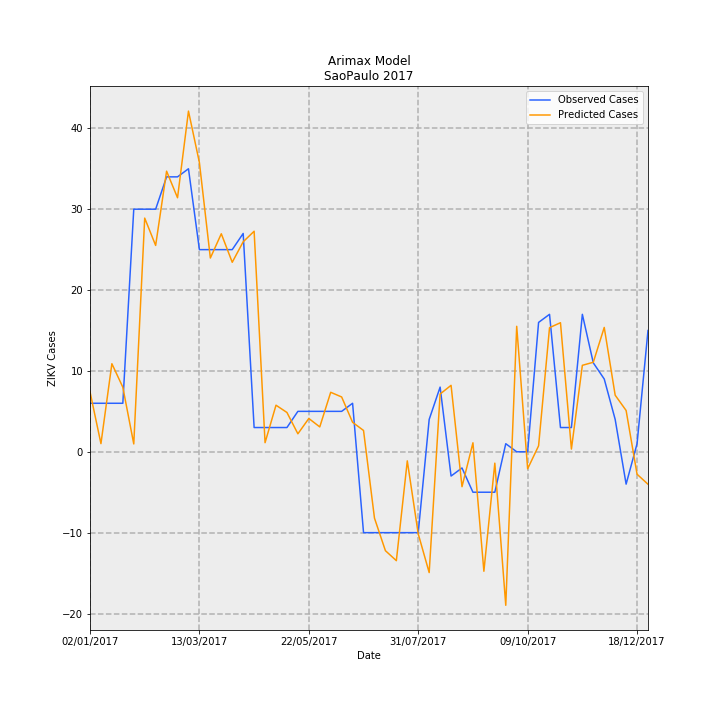 Arimax Model
SaoPaulo 2017
Observed Cases
Predicted Cases
ZIKV Cases
40
30
20
10
0
−10
−20
02/01/2017 13/03/2017 22/05/2017 31/07/2017 09/10/2017 18/12/2017
Date